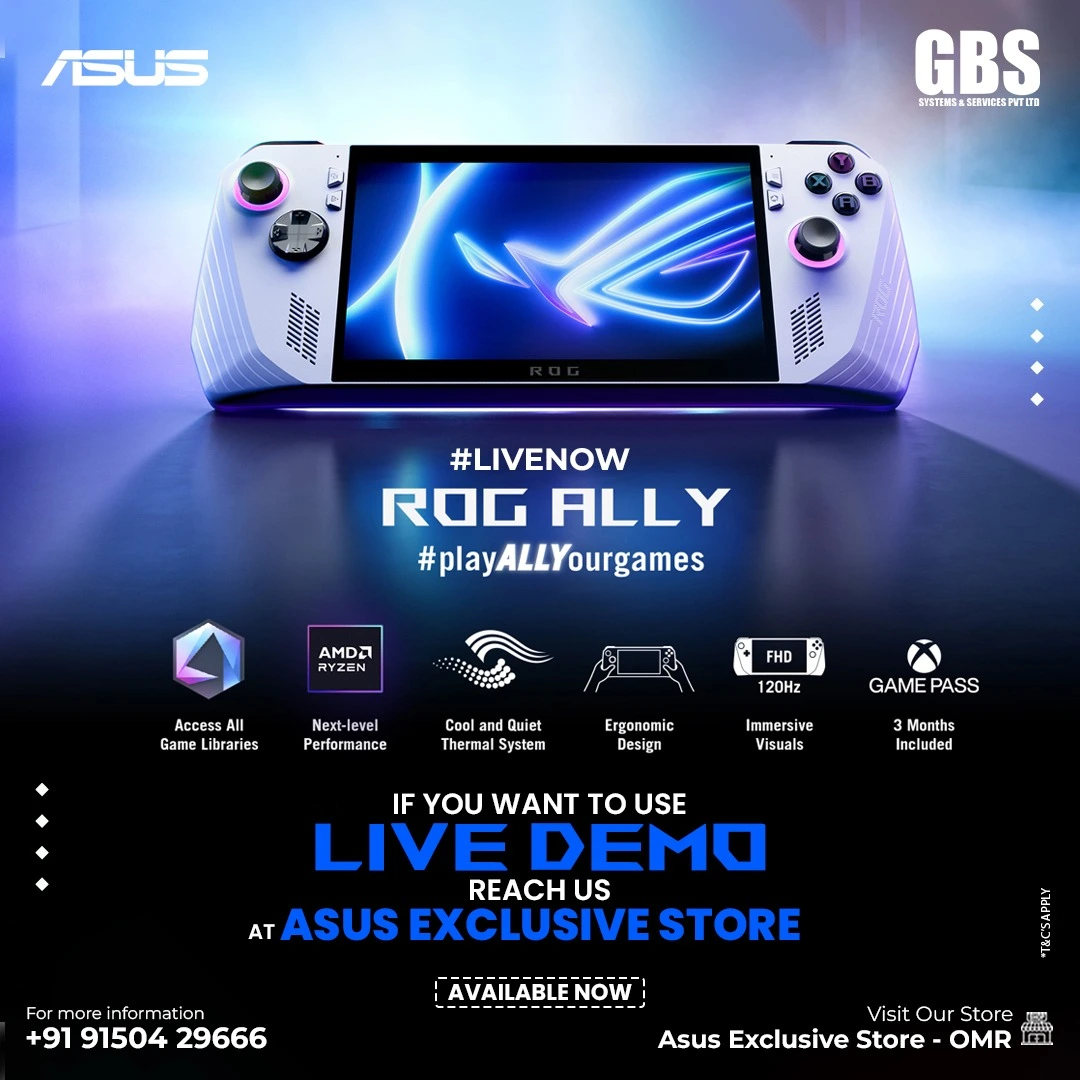 ASUS
GBS
SYSTEMS & SERVICES PVT LTD
Y
X
B
A
ROG
#LIVENOW
ROG ALLY
#playALLYourgames
AMD
RYZEN
FHD
120Hz
GAME PASS
Access All
Game Libraries
Next-level
Performance
Cool and Quiet
Thermal System
Ergonomic
Design
Immersive
Visuals
3 Months
Included
IF YOU WANT TO USE
LIVE DEMO
REACH US
AT ASUS EXCLUSIVE STORE
*T&C'S APPLY
AVAILABLE NOW
For more information
+91 91504 29666
Visit Our Store
Asus Exclusive Store - OMR